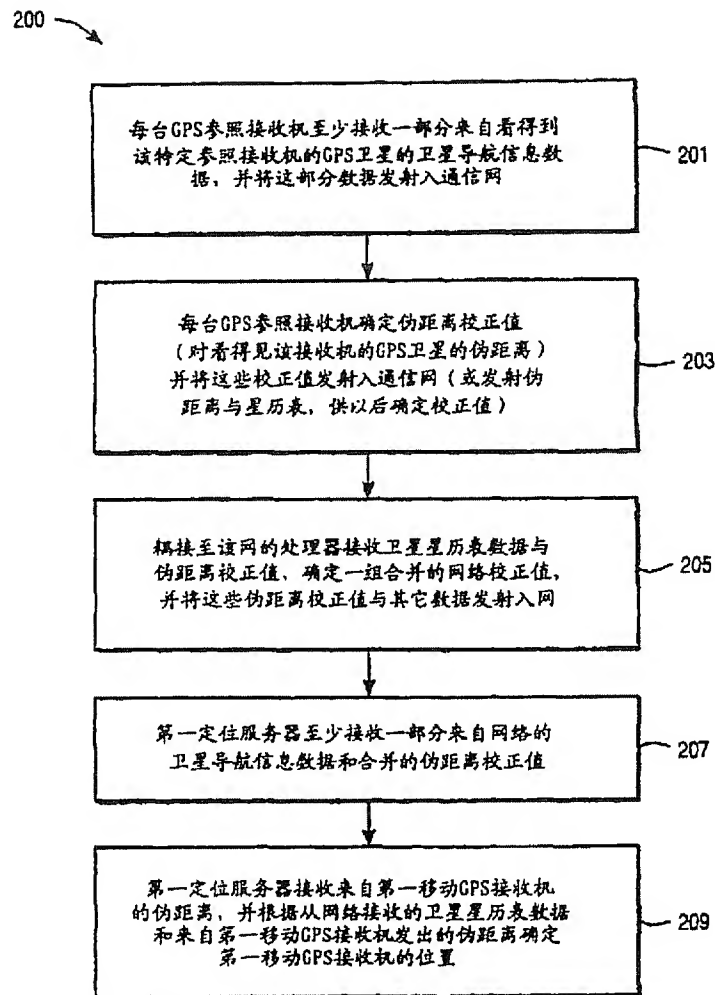 200
每台GPS参照接收机至少接收一部分来自看得到
该特定参照接收机的GPS卫星的卫星导航信息数
据，并将这部分数据发射入通信网
201
每台GPS参照接收机确定伪距离校正值
（对看得见该接收机的GPS卫星的伪距离）
并将这些校正值发射入通信网（或发射伪
距离与星历表，供以后确定校正值）
203
耦接至该网的处理器接收卫星星历表数据与
伪距离校正值，确定一组合并的网络校正值，
并将这些伪距离校正值与其它数据发射入网
205
第一定位服务器至少接收一部分来自网络的
卫星导航信息数据和合并的伪距离校正值
207
第一定位服务器接收来自第一移动GPS接收机
的伪距离，并根据从网络接收的卫星星历表数据
和来自第一移动GPS接收机发出的伪距离确定
第一移动GPS接收机的位置
209